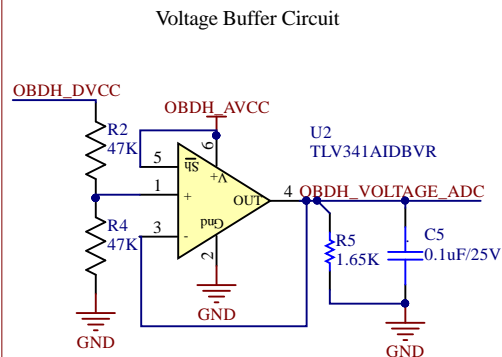 Voltage Buffer Circuit
OBDH_DVCC
OBDH_AVCC
R2
47K
U2
TLV341AIDBVR
5
Sh
6
V+
1
+
OUT
4
OBDH_VOLTAGE_ADC
3
-
Gnd
2
R4
47K
R5
1.65K
C5
0.1uF/25V
GND
GND
GND